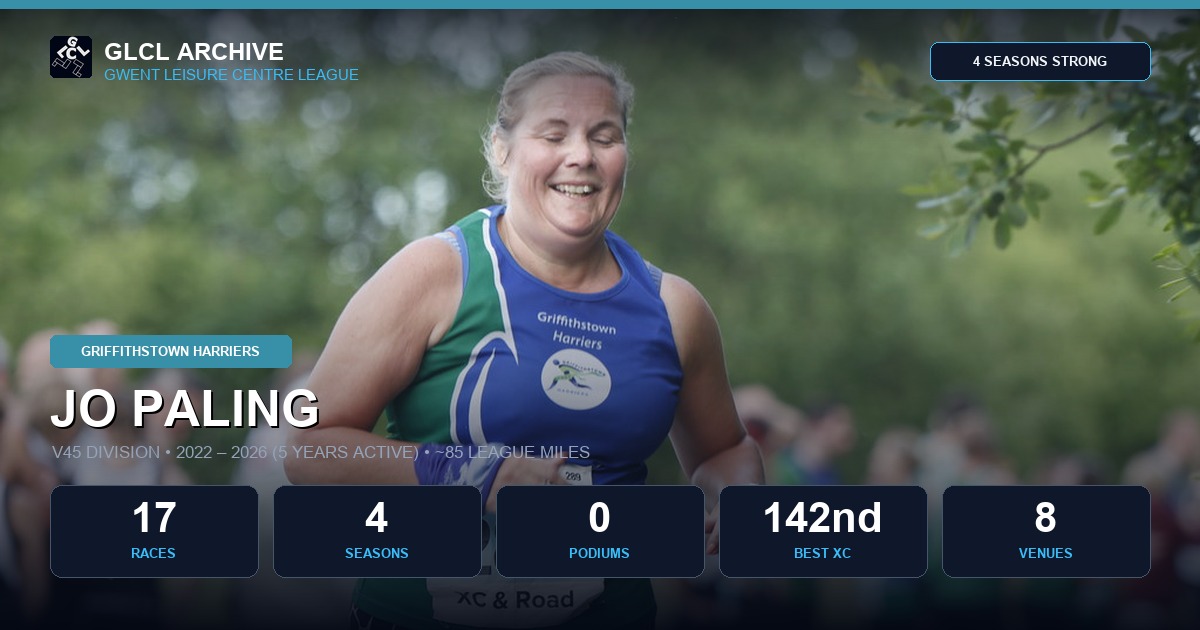 GLCL ARCHIVE
GWENT LEISURE CENTRE LEAGUE
4 SEASONS STRONG
Griffithstown
Harriers
GRIFFITHSTOWN HARRIERS
JO PALING
V45 DIVISION • 2022 – 2026 (5 YEARS ACTIVE) • ~85 LEAGUE MILES
289
17
RACES
4
SEASONS
0
PODIUMS
142nd
BEST XC
8
VENUES
XC & Road